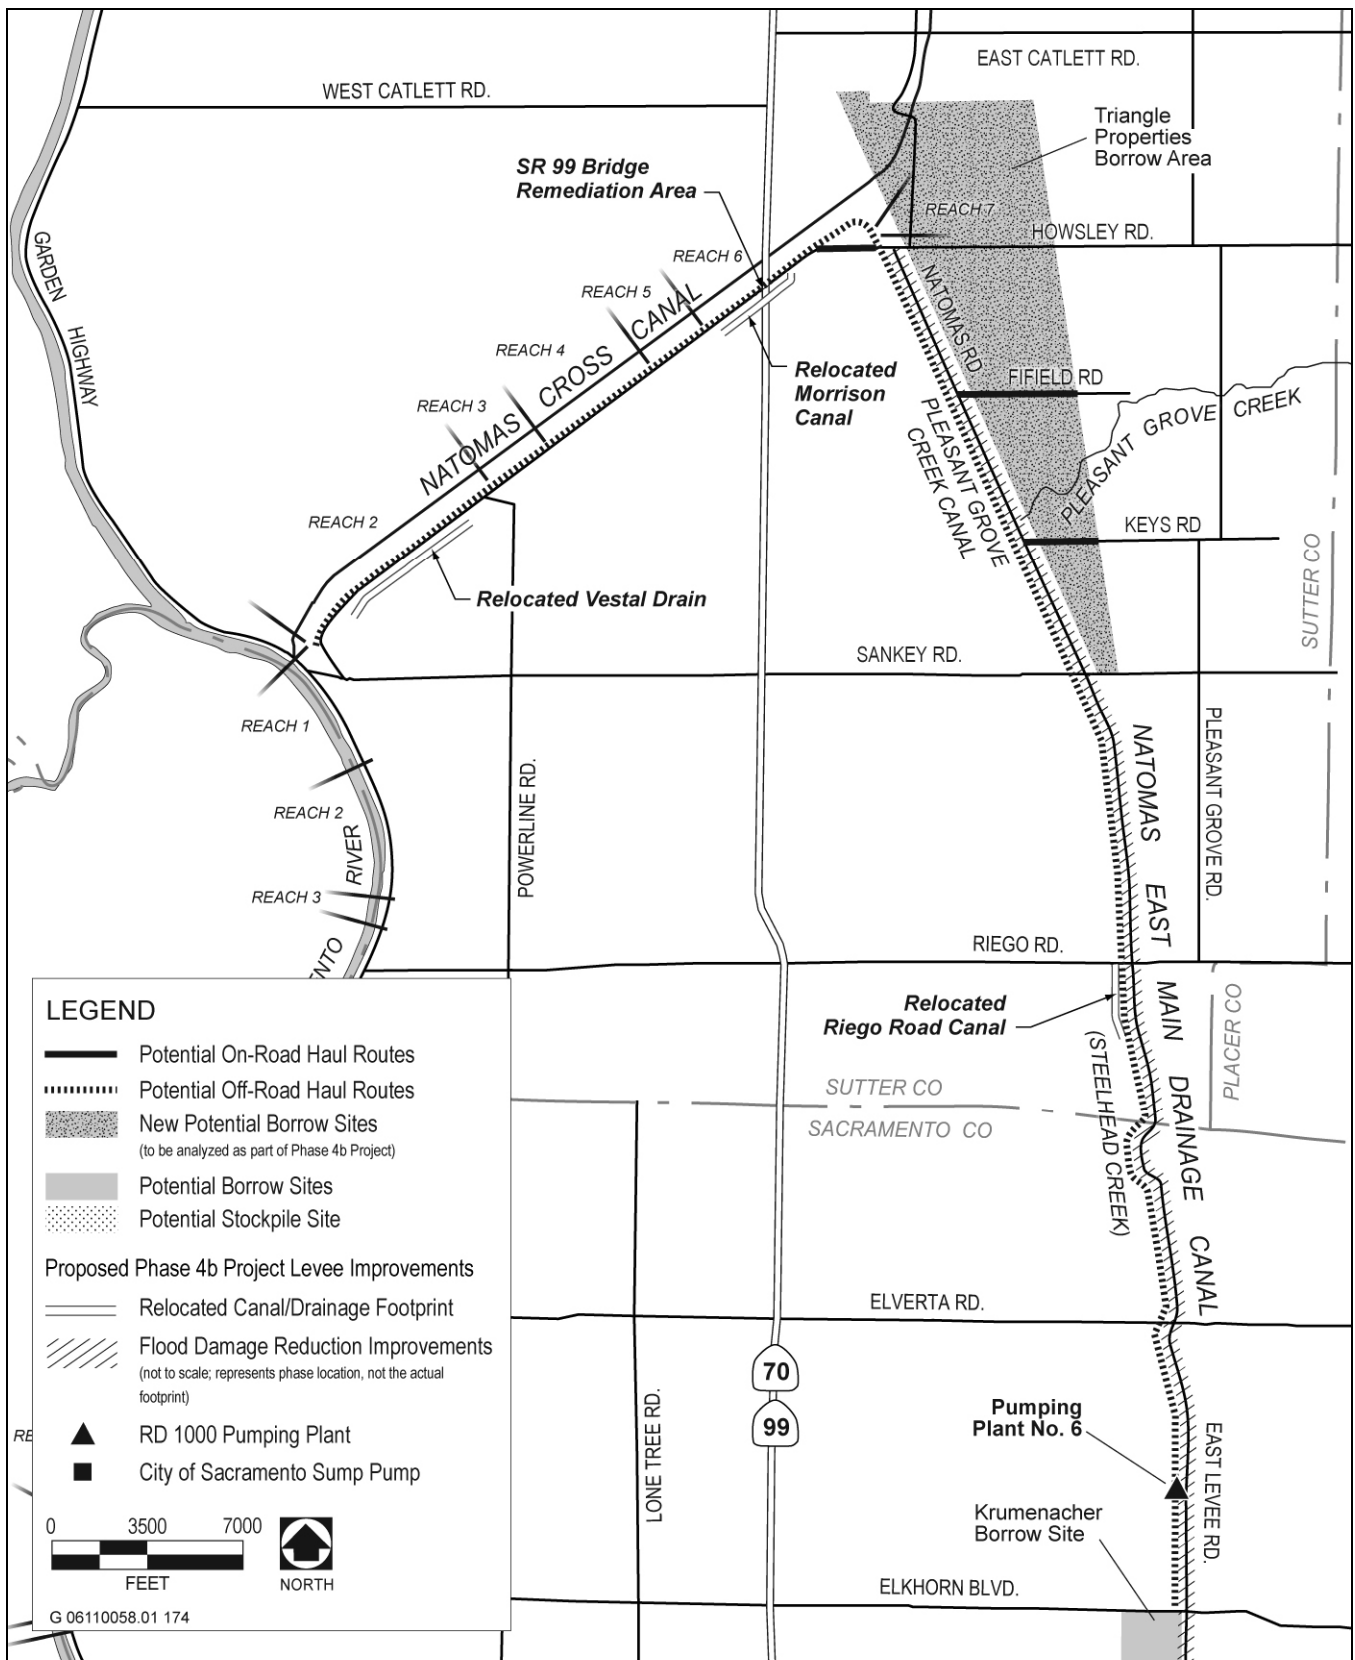 EAST CATLETT RD.
WEST CATLETT RD.
Triangle
Properties
Borrow Area
SR 99 Bridge
Remediation Area
REACH 7
HOWSLEY RD.
REACH 6
REACH 5
REACH 4
REACH 3
REACH 2
GARDEN
HIGHWAY
NATOMAS CROSS CANAL
NATOMAS RD
Relocated
Morrison
Canal
FIFIELD RD
PLEASANT GROVE CREEK
PLEASANT GROVE
CREEK CANAL
KEYS RD
SUTTER CO
Relocated Vestal Drain
SANKEY RD.
REACH 1
REACH 2
REACH 3
RIVER
NTO
POWERLINE RD.
PLEASANT GROVE RD.
NATOMAS EAST MAIN DRAINAGE CANAL
RIEGO RD.
Relocated
Riego Road Canal
(STEELHEAD CREEK)
PLACER CO
SUTTER CO
SACRAMENTO CO
ELVERTA RD.
70
99
LONE TREE RD.
Pumping
Plant No. 6
EAST LEVEE RD.
Krumenacher
Borrow Site
ELKHORN BLVD.
RE
LEGEND
Potential On-Road Haul Routes
Potential Off-Road Haul Routes
New Potential Borrow Sites
(to be analyzed as part of Phase 4b Project)
Potential Borrow Sites
Potential Stockpile Site
Proposed Phase 4b Project Levee Improvements
Relocated Canal/Drainage Footprint
Flood Damage Reduction Improvements
(not to scale; represents phase location, not the actual
footprint)
RD 1000 Pumping Plant
City of Sacramento Sump Pump
0 3500 7000
FEET
NORTH
G 06110058.01 174